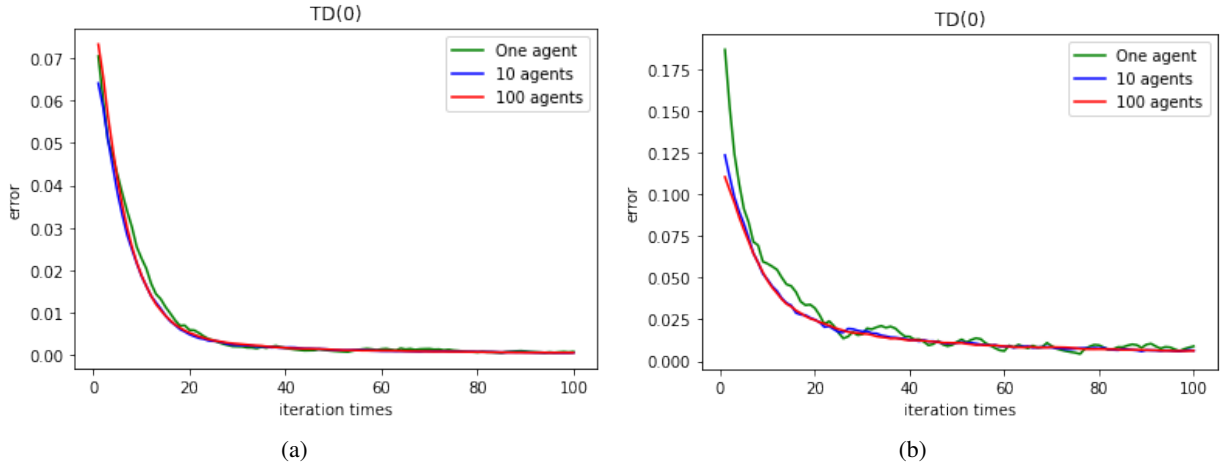 TD(0)
0.07
0.06
0.05
0.04
0.03
0.02
0.01
0.00
error
0
20
40
60
80
100
iteration times
One agent
10 agents
100 agents
(a)
TD(0)
0.175
0.150
0.125
0.100
0.075
0.050
0.025
0.000
error
0
20
40
60
80
100
iteration times
One agent
10 agents
100 agents
(b)